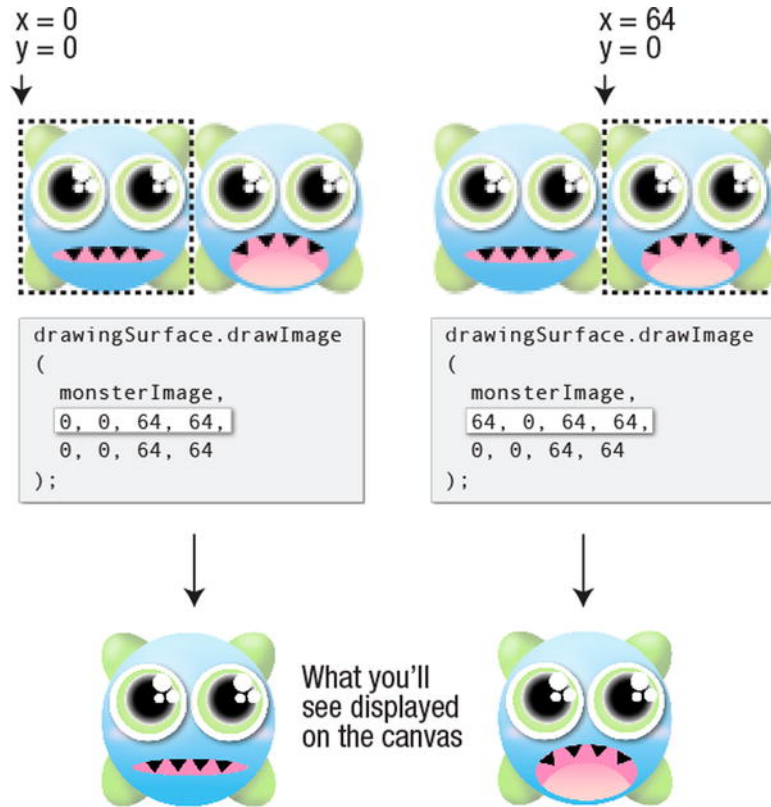 x = 0
y = 0
x = 64
y = 0
drawingSurface.drawImage
(
monsterImage,
0, 0, 64, 64,
0, 0, 64, 64
);
drawingSurface.drawImage
(
monsterImage,
64, 0, 64, 64,
0, 0, 64, 64
);
What you'll
see displayed
on the canvas